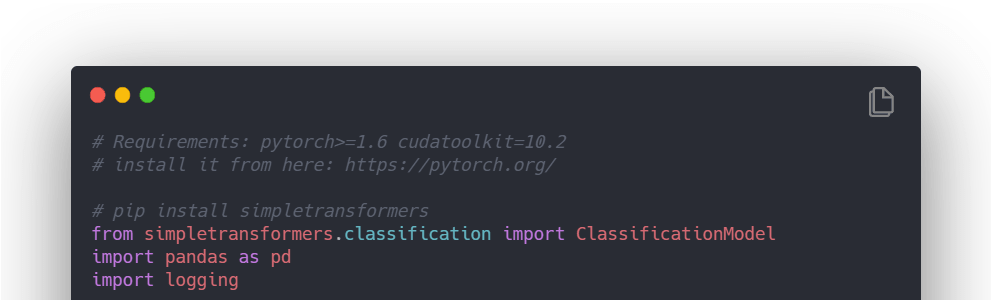 # Requirements: pytorch>=1.6 cudatoolkit=10.2
# install it from here: https://pytorch.org/
# pip install simpletransformers
from simpletransformers.classification import ClassificationModel
import pandas as pd
import logging